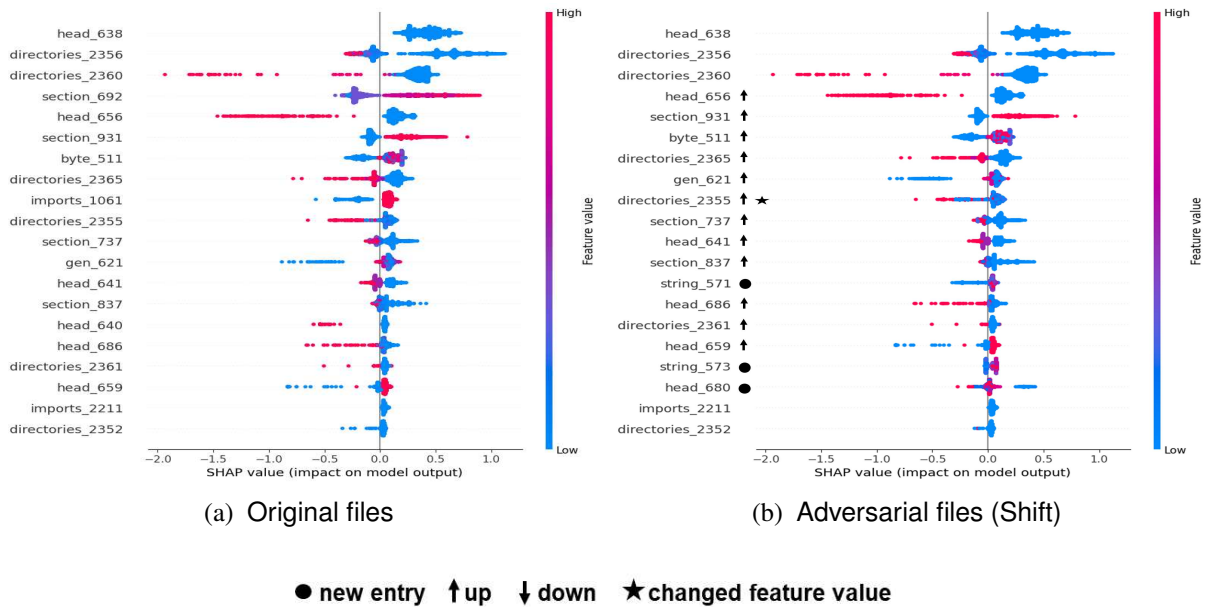 High
head_638
directories_2356
directories_2360
section_692
head_656
section_931
byte_511
directories_2365
imports_1061
directories_2355
section_737
gen_621
head_641
section_837
head_640
head_686
directories_2361
head_659
imports_2211
directories_2352
Feature value
Low
−2.0 −1.5 −1.0 −0.5 0.0 0.5 1.0
SHAP value (impact on model output)
(a) Original files
High
head_638
directories_2356
directories_2360
head_656
section_931
byte_511
directories_2365
gen_621
directories_2355
section_737
head_641
section_837
string_571
head_686
directories_2361
head_659
string_573
head_680
imports_2211
directories_2352
Feature value
Low
−2.0 −1.5 −1.0 −0.5 0.0 0.5 1.0
SHAP value (impact on model output)
(b) Adversarial files (Shift)
● new entry ↑ up ↓ down ★ changed feature value